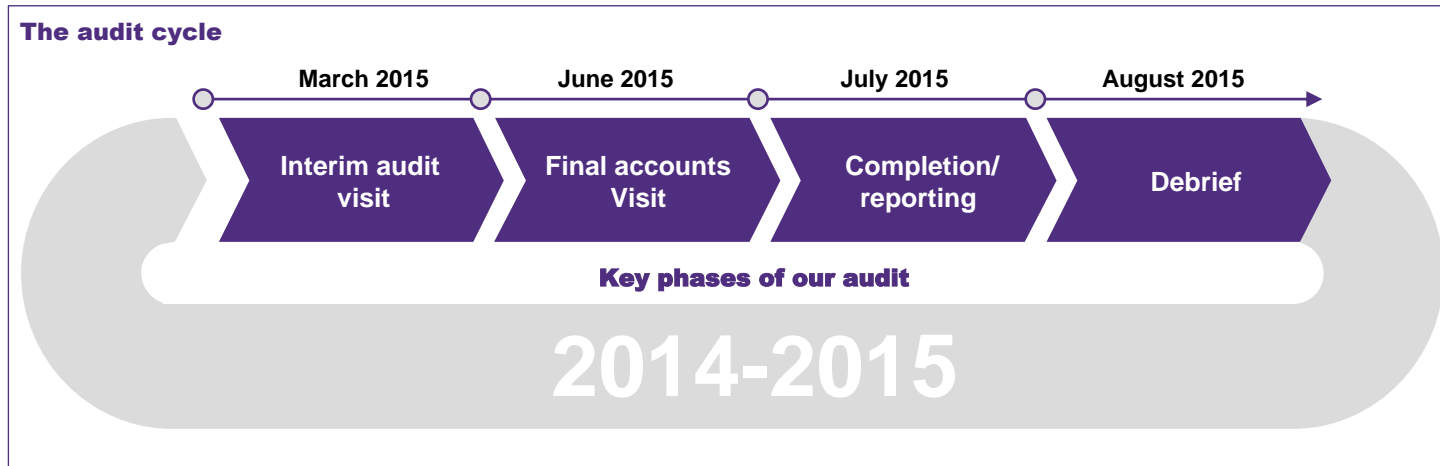 The audit cycle
March 2015
June 2015
July 2015
August 2015
Interim audit
visit
Final accounts
Visit
Completion/
reporting
Debrief
Key phases of our audit
2014-2015